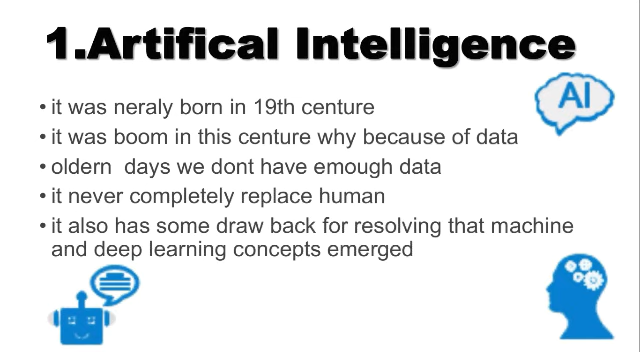 1.Artifical Intelligence
AI
• it was neraly born in 19th centure
• it was boom in this centure why because of data
• oldern  days we dont have emough data
• it never completely replace human
• it also has some draw back for resolving that machine
and deep learning concepts emerged